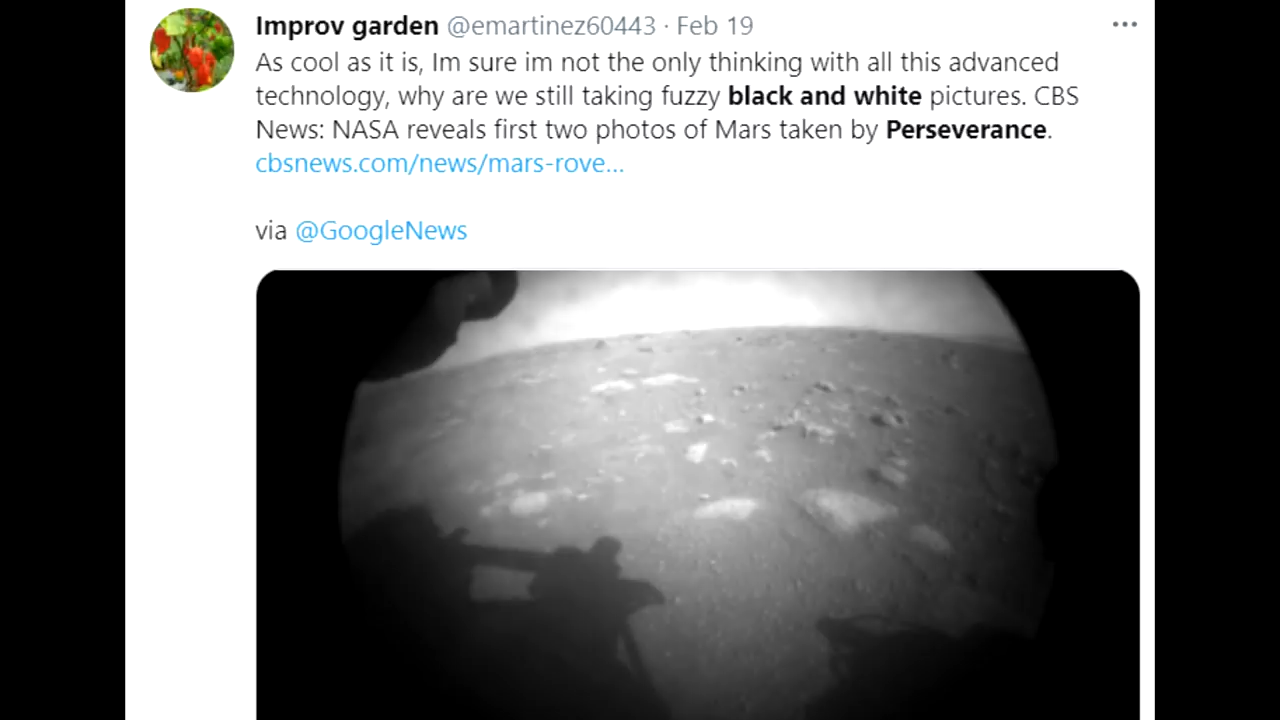 Improv garden @emartinez60443 · Feb 19
As cool as it is, Im sure im not the only thinking with all this advanced
technology, why are we still taking fuzzy black and white pictures. CBS
News: NASA reveals first two photos of Mars taken by Perseverance.
cbsnews.com/news/mars-rove...
via @GoogleNews